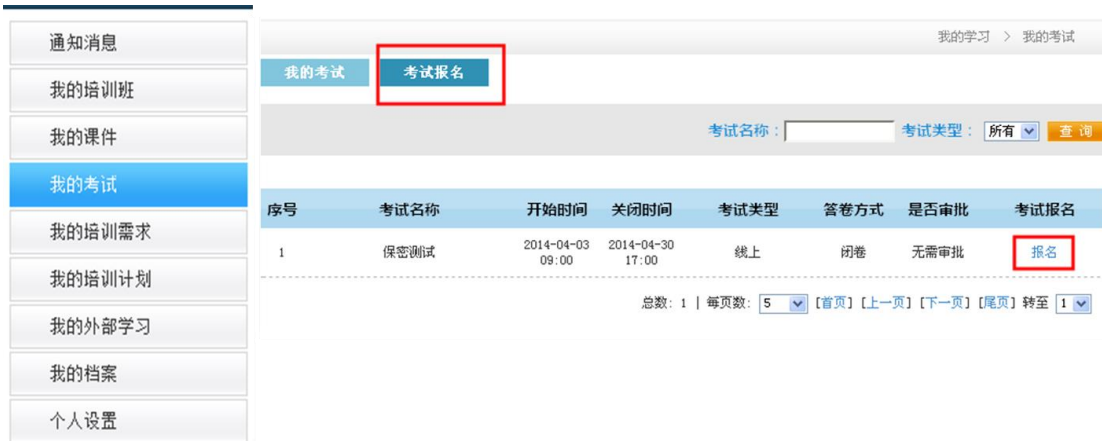 通知消息
我的培训班
我的课件
我的考试
我的培训需求
我的培训计划
我的外部学习
我的档案
个人设置
我的学习 > 我的考试
我的考试 考试报名
考试名称: 考试类型: 所有 查询
序号 考试名称 开始时间 关闭时间 考试类型 答卷方式 是否审批 考试报名
1 保密测试 2014-04-03 09:00 2014-04-30 17:00 线上 闭卷 无需审批 报名
总数: 1 | 每页数: 5 [首页] [上一页] [下一页] [尾页] 转至 1